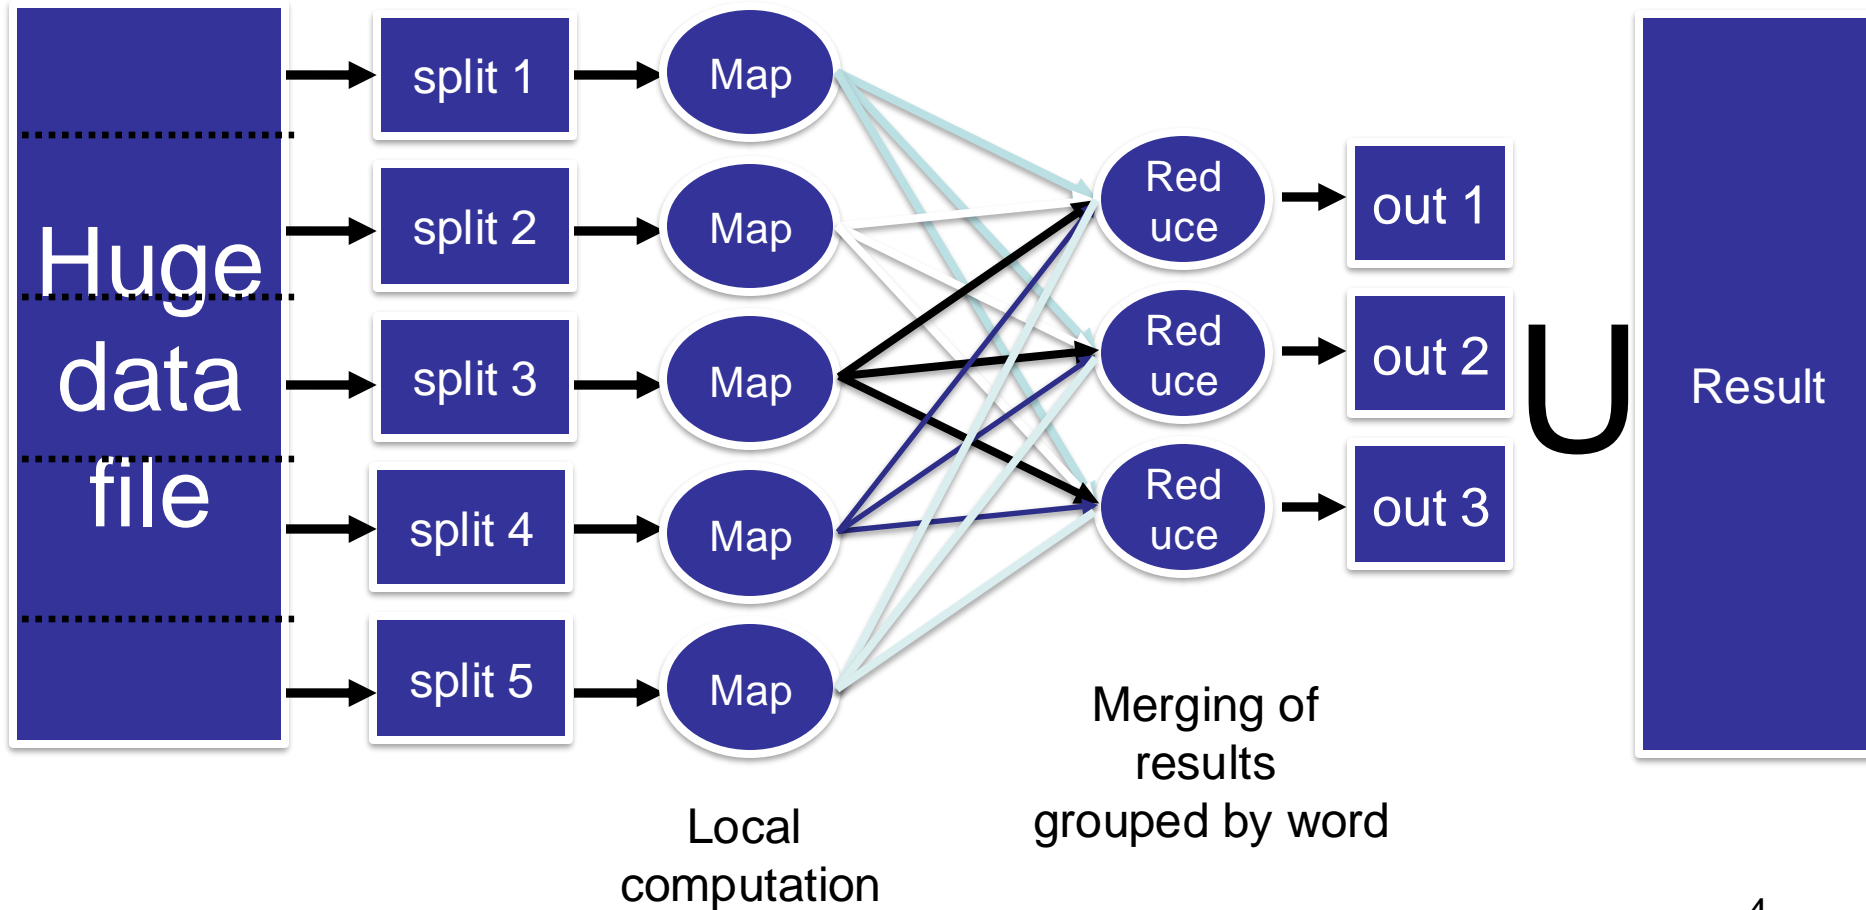 Huge
data
file
split 1
split 2
split 3
split 4
split 5
Map
Map
Map
Map
Map
Local
computation
Red
uce
Red
uce
Red
uce
Merging of
results
grouped by word
out 1
out 2
out 3
U
Result
4